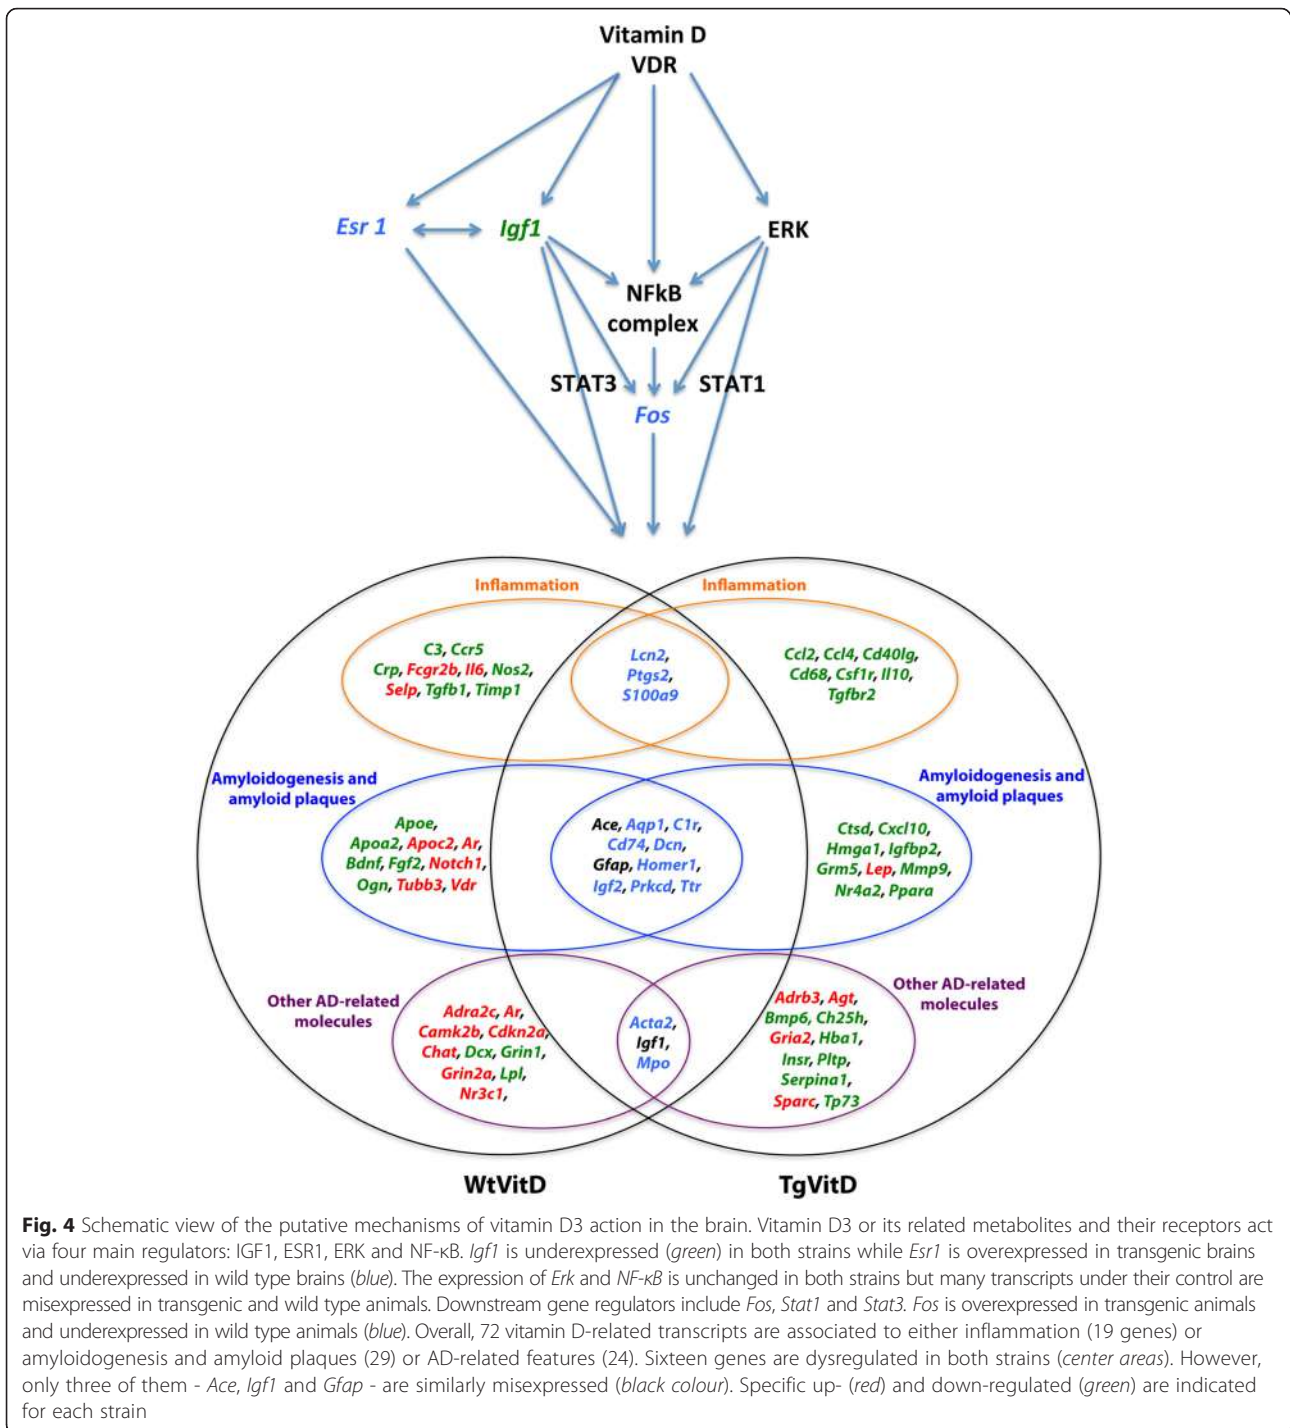 Vitamin D
VDR
Esr 1
Igf1
ERK
NFkB
complex
STAT3
STAT1
Fos
Inflammation
Inflammation
C3, Ccr5
Crp, Fcgr2b, Il6, Nos2,
Selp, Tgfb1, Timp1
Lcn2,
Ptgs2,
S100a9
Ccl2, Ccl4, Cd40lg,
Cd68, Csf1r, Il10,
Tgfbr2
Amyloidogenesis and
amyloid plaques
Amyloidogenesis and
amyloid plaques
Apoe,
Apoa2, Apoc2, Ar,
Bdnf, Fgf2, Notch1,
Ogn, Tubb3, Vdr
Ace, Aqp1, C1r,
Cd74, Dcn,
Gfap, Homer1,
Igf2, Prkcd, Ttr
Ctsd, Cxcl10,
Hmga1, Igfbp2,
Grm5, Lep, Mmp9,
Nr4a2, Ppara
Other AD-related
molecules
Other AD-related
molecules
Adra2c, Ar,
Camk2b, Cdkn2a,
Chat, Dcx, Grin1,
Grin2a, Lpl,
Nr3c1,
Acta2,
Igf1,
Mpo
Adrb3, Agt,
Bmp6, Ch25h,
Gria2, Hba1,
Insr, Pltp,
Serpina1,
Sparc, Tp73
WtVitD
TgVitD
Fig. 4 Schematic view of the putative mechanisms of vitamin D3 action in the brain. Vitamin D3 or its related metabolites and their receptors act
via four main regulators: IGF1, ESR1, ERK and NF-κB. Igf1 is underexpressed (green) in both strains while Esr1 is overexpressed in transgenic brains
and underexpressed in wild type brains (blue). The expression of Erk and NF-κB is unchanged in both strains but many transcripts under their control are
misexpressed in transgenic and wild type animals. Downstream gene regulators include Fos, Stat1 and Stat3. Fos is overexpressed in transgenic animals
and underexpressed in wild type animals (blue). Overall, 72 vitamin D-related transcripts are associated to either inflammation (19 genes) or
amyloidogenesis and amyloid plaques (29) or AD-related features (24). Sixteen genes are dysregulated in both strains (center areas). However,
only three of them - Ace, Igf1 and Gfap - are similarly misexpressed (black colour). Specific up- (red) and down-regulated (green) are indicated
for each strain